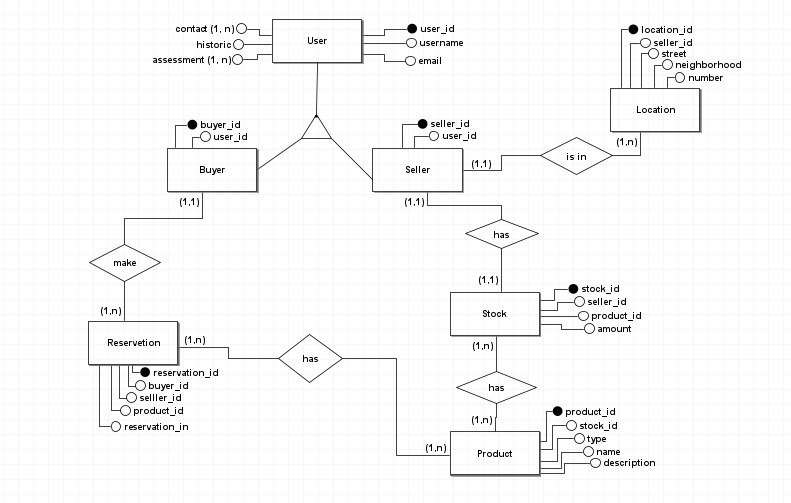 contact (1, n)
historic
assessment (1, n)
User
user_id
username
email
location_id
seller_id
street
neighborhood
number
Location
buyer_id
user_id
Buyer
seller_id
user_id
Seller
(1,1)
is in
(1,n)
(1,1)
(1,1)
has
make
(1,1)
stock_id
seller_id
product_id
amount
Stock
(1,n)
Reservetion
(1,n)
has
(1,n)
reservation_id
buyer_id
selller_id
product_id
reservation_in
has
(1,n)
(1,n)
Product
product_id
stock_id
type
name
description